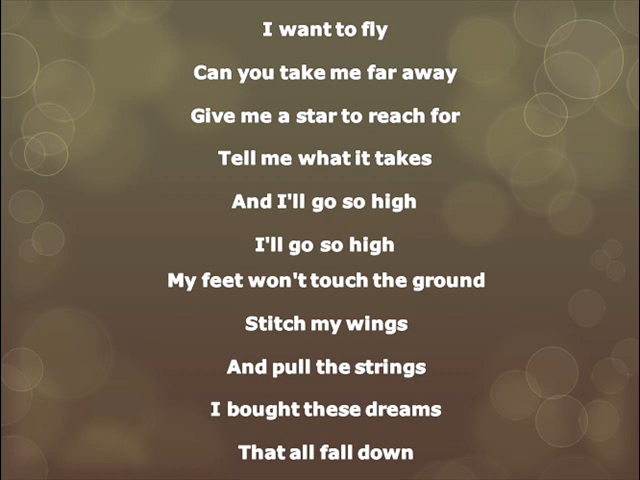 I want to fly
Can you take me far away
Give me a star to reach for
Tell me what it takes
And I'll go so high
I'll go so high
My feet won't touch the ground
Stitch my wings
And pull the strings
I bought these dreams
That all fall down